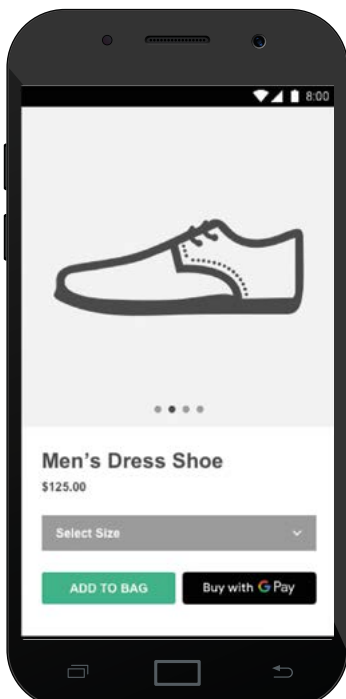 8:00
Men's Dress Shoe
$125.00
Select Size
ADD TO BAG
Buy with G Pay